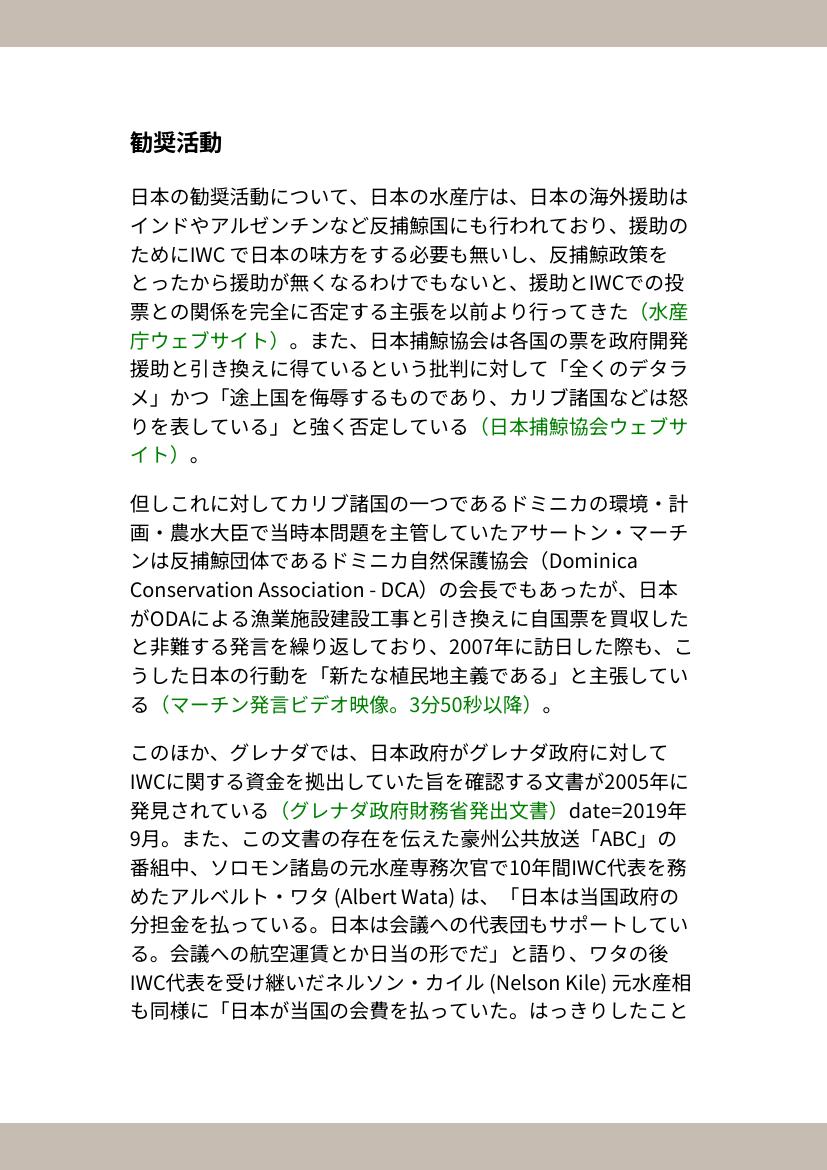 勧奨活動
日本の勧奨活動について、日本の水産庁は、日本の海外援助は
インドやアルゼンチンなど反捕鯨国にも行われており、援助の
ためにIWC で日本の味方をする必要も無いし、反捕鯨政策を
とったから援助が無くなるわけでもないと、援助とIWCでの投
票との関係を完全に否定する主張を以前より行ってきた（水産
庁ウェブサイト）。また、日本捕鯨協会は各国の票を政府開発
援助と引き換えに得ているという批判に対して「全くのデタラ
メ」かつ「途上国を侮辱するものであり、カリブ諸国などは怒
りを表している」と強く否定している（日本捕鯨協会ウェブサ
イト）。
但しこれに対してカリブ諸国の一つであるドミニカの環境・計
画・農水大臣で当時本問題を主管していたアサートン・マーチ
ンは反捕鯨団体であるドミニカ自然保護協会（Dominica
Conservation Association - DCA）の会長でもあったが、日本
がODAによる漁業施設建設工事と引き換えに自国票を買収した
と非難する発言を繰り返しており、2007年に訪日した際も、こ
うした日本の行動を「新たな植民地主義である」と主張してい
る（マーチン発言ビデオ映像。3分50秒以降）。
このほか、グレナダでは、日本政府がグレナダ政府に対して
IWCに関する資金を拠出していた旨を確認する文書が2005年に
発見されている（グレナダ政府財務省発出文書）date=2019年
9月。また、この文書の存在を伝えた豪州公共放送「ABC」の
番組中、ソロモン諸島の元水産専務次官で10年間IWC代表を務
めたアルベルト・ワタ (Albert Wata) は、「日本は当国政府の
分担金を払っている。日本は会議への代表団もサポートしてい
る。会議への航空運賃とか日当の形でだ」と語り、ワタの後
IWC代表を受け継いだネルソン・カイル (Nelson Kile) 元水産相
も同様に「日本が当国の会費を払っていた。はっきりしたこと